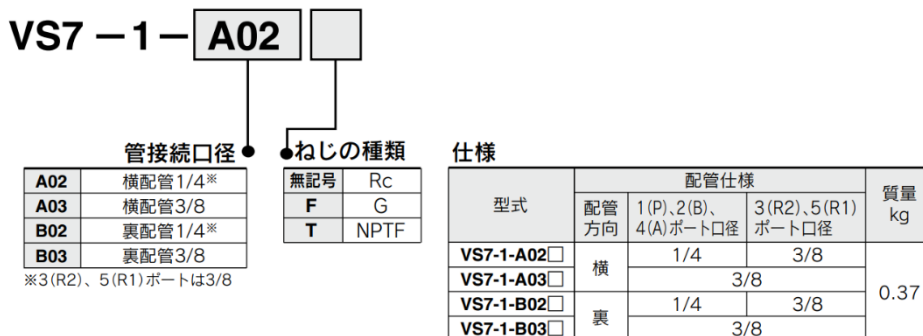 VS7－1－ A02
管接続口径
A02 横配管1/4※
A03 横配管3/8
B02 裏配管1/4※
B03 裏配管3/8
※3(R2)、5(R1)ポートは3/8
ねじの種類
無記号 Rc
F G
T NPTF
仕様
型式 配管仕様 質量
kg
配管
方向 1(P)、2(B)、
4(A)ポート口径 3(R2)、5(R1)
ポート口径
VS7-1-A02□ 横 1/4 3/8 0.37
VS7-1-A03□ 3/8
VS7-1-B02□ 裏 1/4 3/8
VS7-1-B03□ 3/8